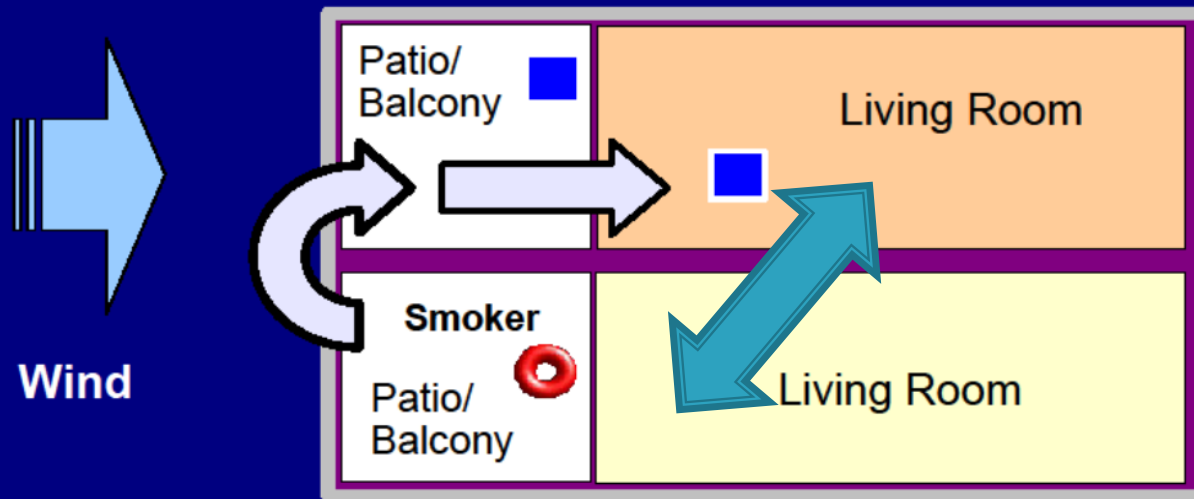 Patio/
Balcony
Living Room
Smoker
Wind
Patio/
Balcony
Living Room